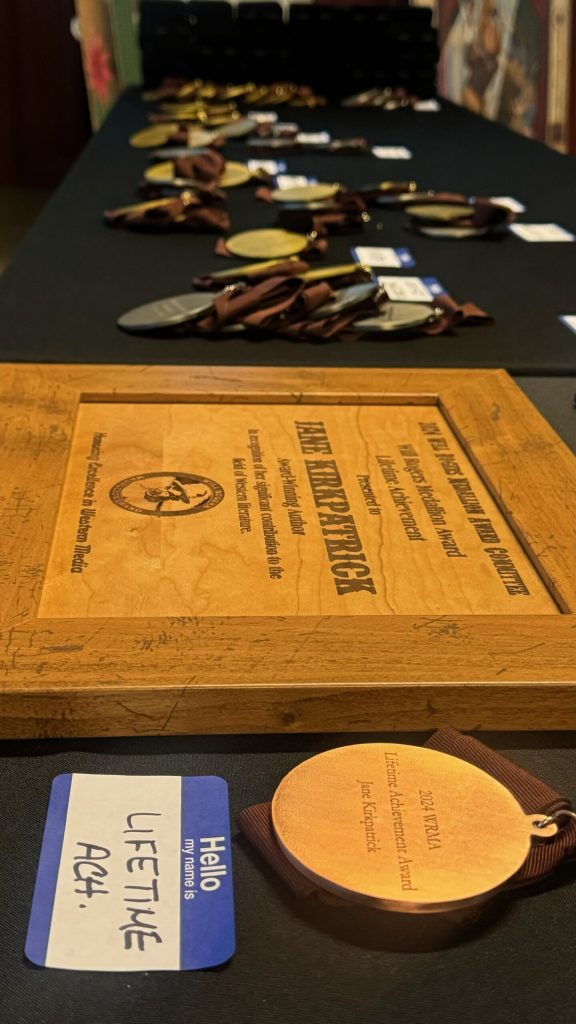 2024 WILL ROGERS MEDALLION AWARD COMMITTEE
Will Rogers Medallion Award
Lifetime Achievement
Presented to
JANE KIRKPATRICK
Award-Winning Author
In recognition of her significant contribution to the
field of Western literature.
Honoring Excellence in Western Media
2024 WRMA
Lifetime Achievement Award
Jane Kirkpatrick
Hello
my name is
LIFETIME
ACH.